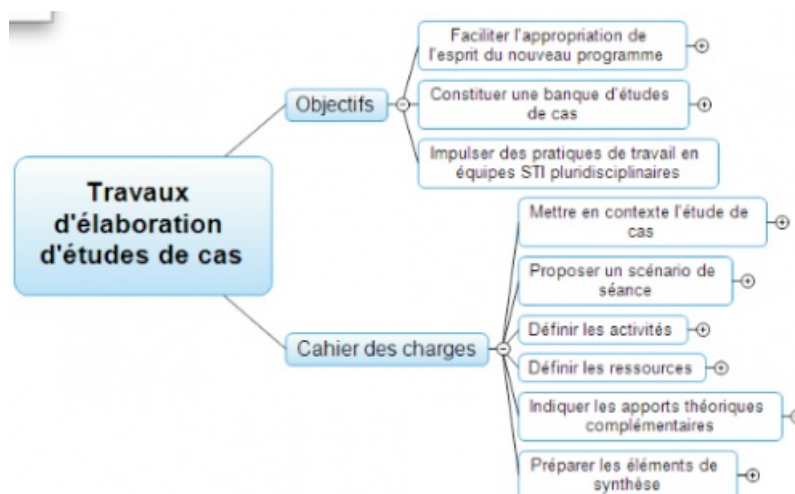 Travaux
d'élaboration
d'études de cas
Objectifs
Faciliter l'appropriation de
l'esprit du nouveau programme
Constituer une banque d'études
de cas
Impulser des pratiques de travail en
équipes STI pluridisciplinaires
Cahier des charges
Mettre en contexte l'étude de
cas
Proposer un scénario de
séance
Définir les activités
Définir les ressources
Indiquer les apports théoriques
complémentaires
Préparer les éléments de
synthèse